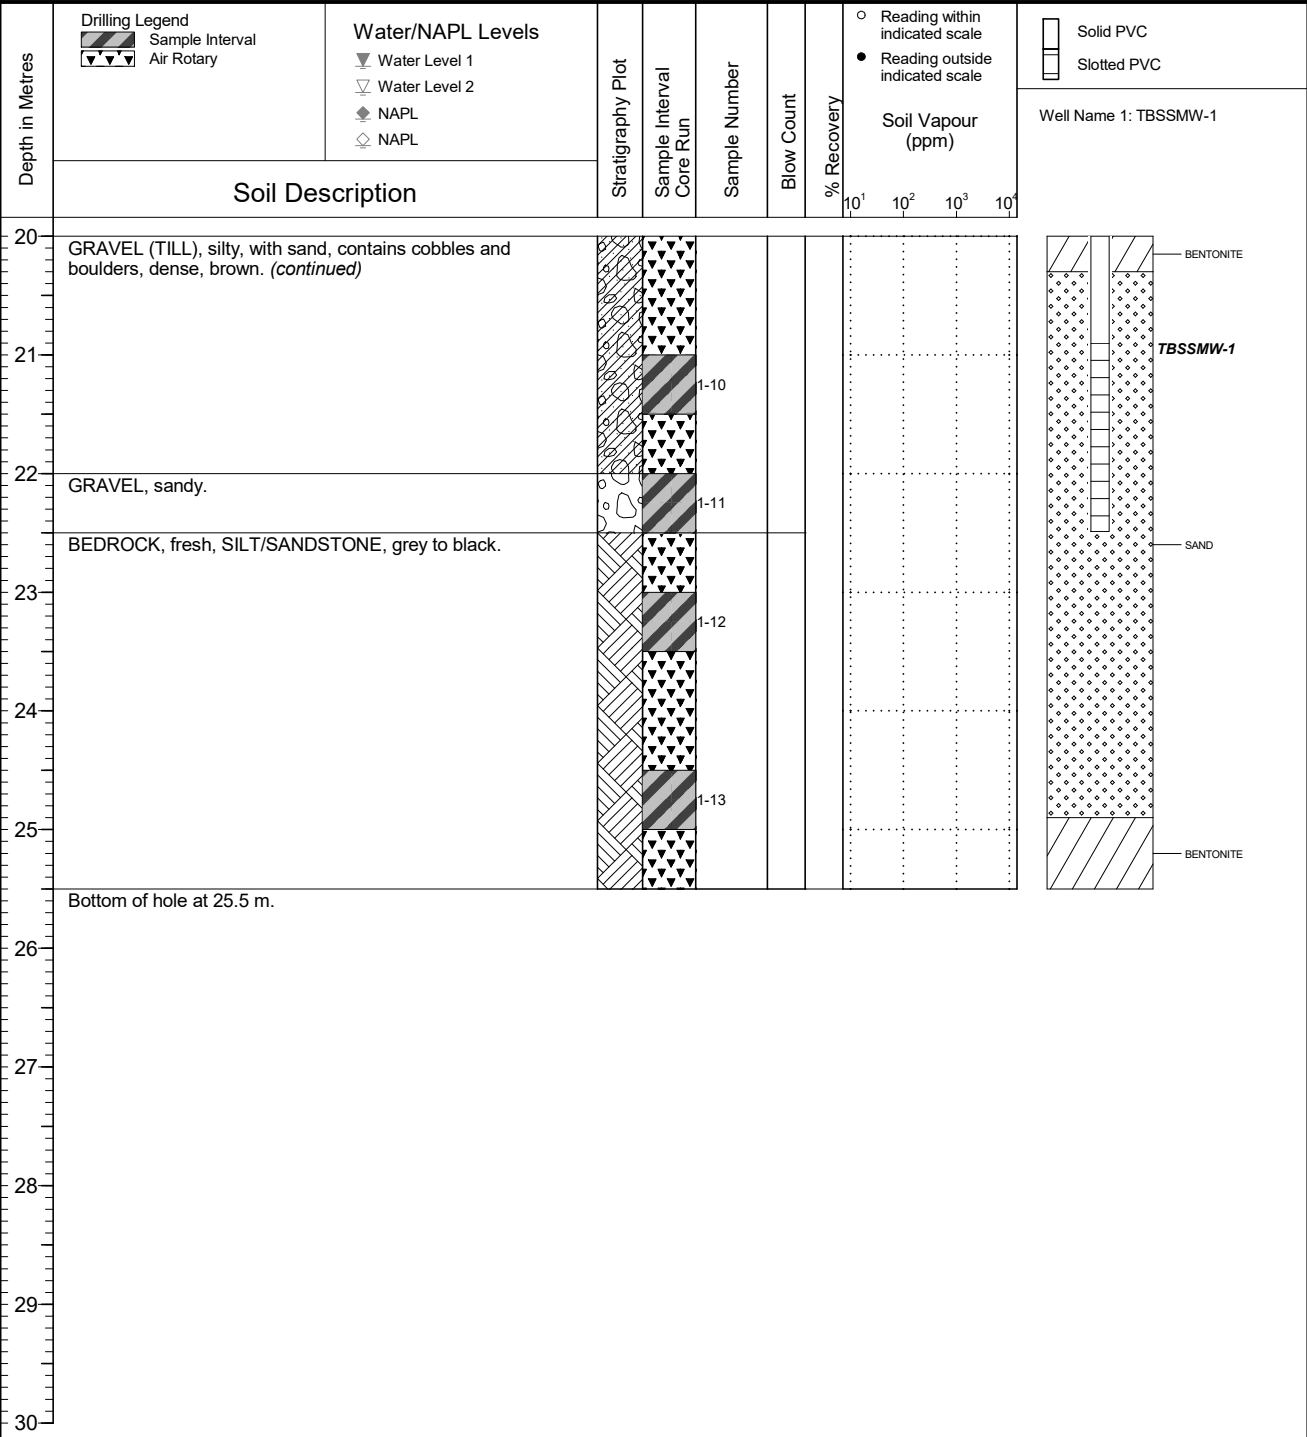 Depth in Metres
Drilling Legend
Sample Interval
Air Rotary
Water/NAPL Levels
Water Level 1
Water Level 2
NAPL
NAPL
Soil Description
Stratigraphy Plot
Sample Interval
Core Run
Sample Number
Blow Count
% Recovery
Reading within
indicated scale
Reading outside
indicated scale
Soil Vapour
(ppm)
10¹ 10² 10³ 10⁴
Solid PVC
Slotted PVC
Well Name 1: TBSSMW-1
20
GRAVEL (TILL), silty, with sand, contains cobbles and
boulders, dense, brown. (continued)
BENTONITE
21
TBSSMW-1
1-10
22
GRAVEL, sandy.
1-11
BEDROCK, fresh, SILT/SANDSTONE, grey to black.
SAND
23
1-12
24
1-13
25
BENTONITE
Bottom of hole at 25.5 m.
26
27
28
29
30